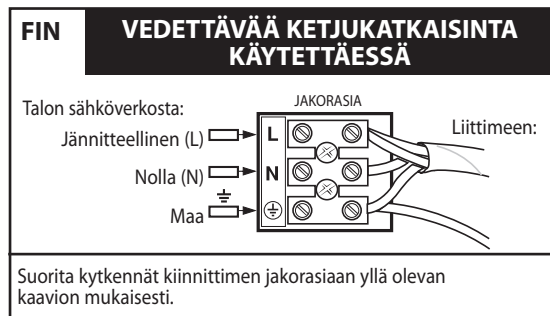 FIN
VEDETTÄVÄÄ KETJUKATKAISINTA
KÄYTETTÄESSÄ
JAKORASIA
Talon sähköverkosta:
Liittimeen:
Jännitteellinen (L)
L
Nolla (N)
N
Maa
Suorita kytkennät kiinnittimen jakorasiaan yllä olevan
kaavion mukaisesti.